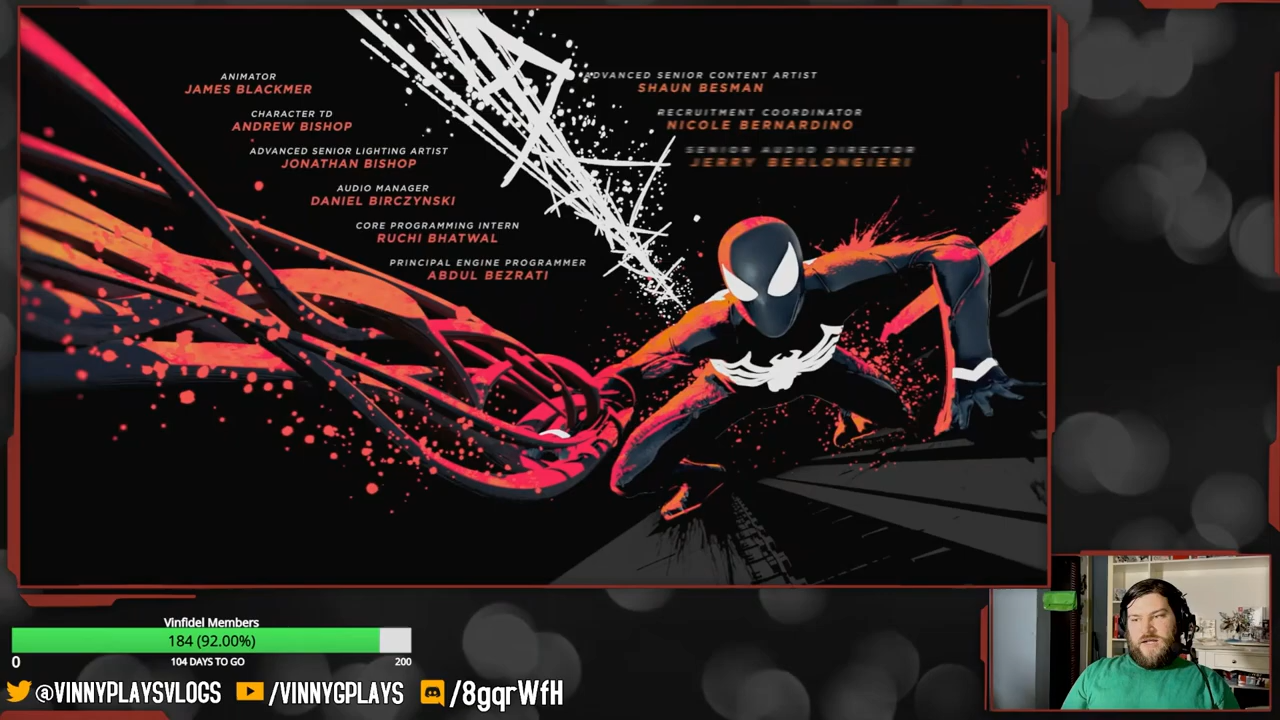 ANIMATOR
JAMES BLACKMER
CHARACTER TD
ANDREW BISHOP
ADVANCED SENIOR LIGHTING ARTIST
JONATHAN BISHOP
AUDIO MANAGER
DANIEL BIRCZYNSKI
CORE PROGRAMMING INTERN
RUCHI BHATWAL
PRINCIPAL ENGINE PROGRAMMER
ABDUL BEZRATI
ADVANCED SENIOR CONTENT ARTIST
SHAUN BESMAN
RECRUITMENT COORDINATOR
NICOLE BERNARDINO
SENIOR AUDIO DIRECTOR
JERRY BERLONGIERI
Vinfidel Members
184 (92.00%)
0 104 DAYS TO GO 200
@VINNYPLAYSVLOGS /VINNYGPLAYS /8gqrWfH